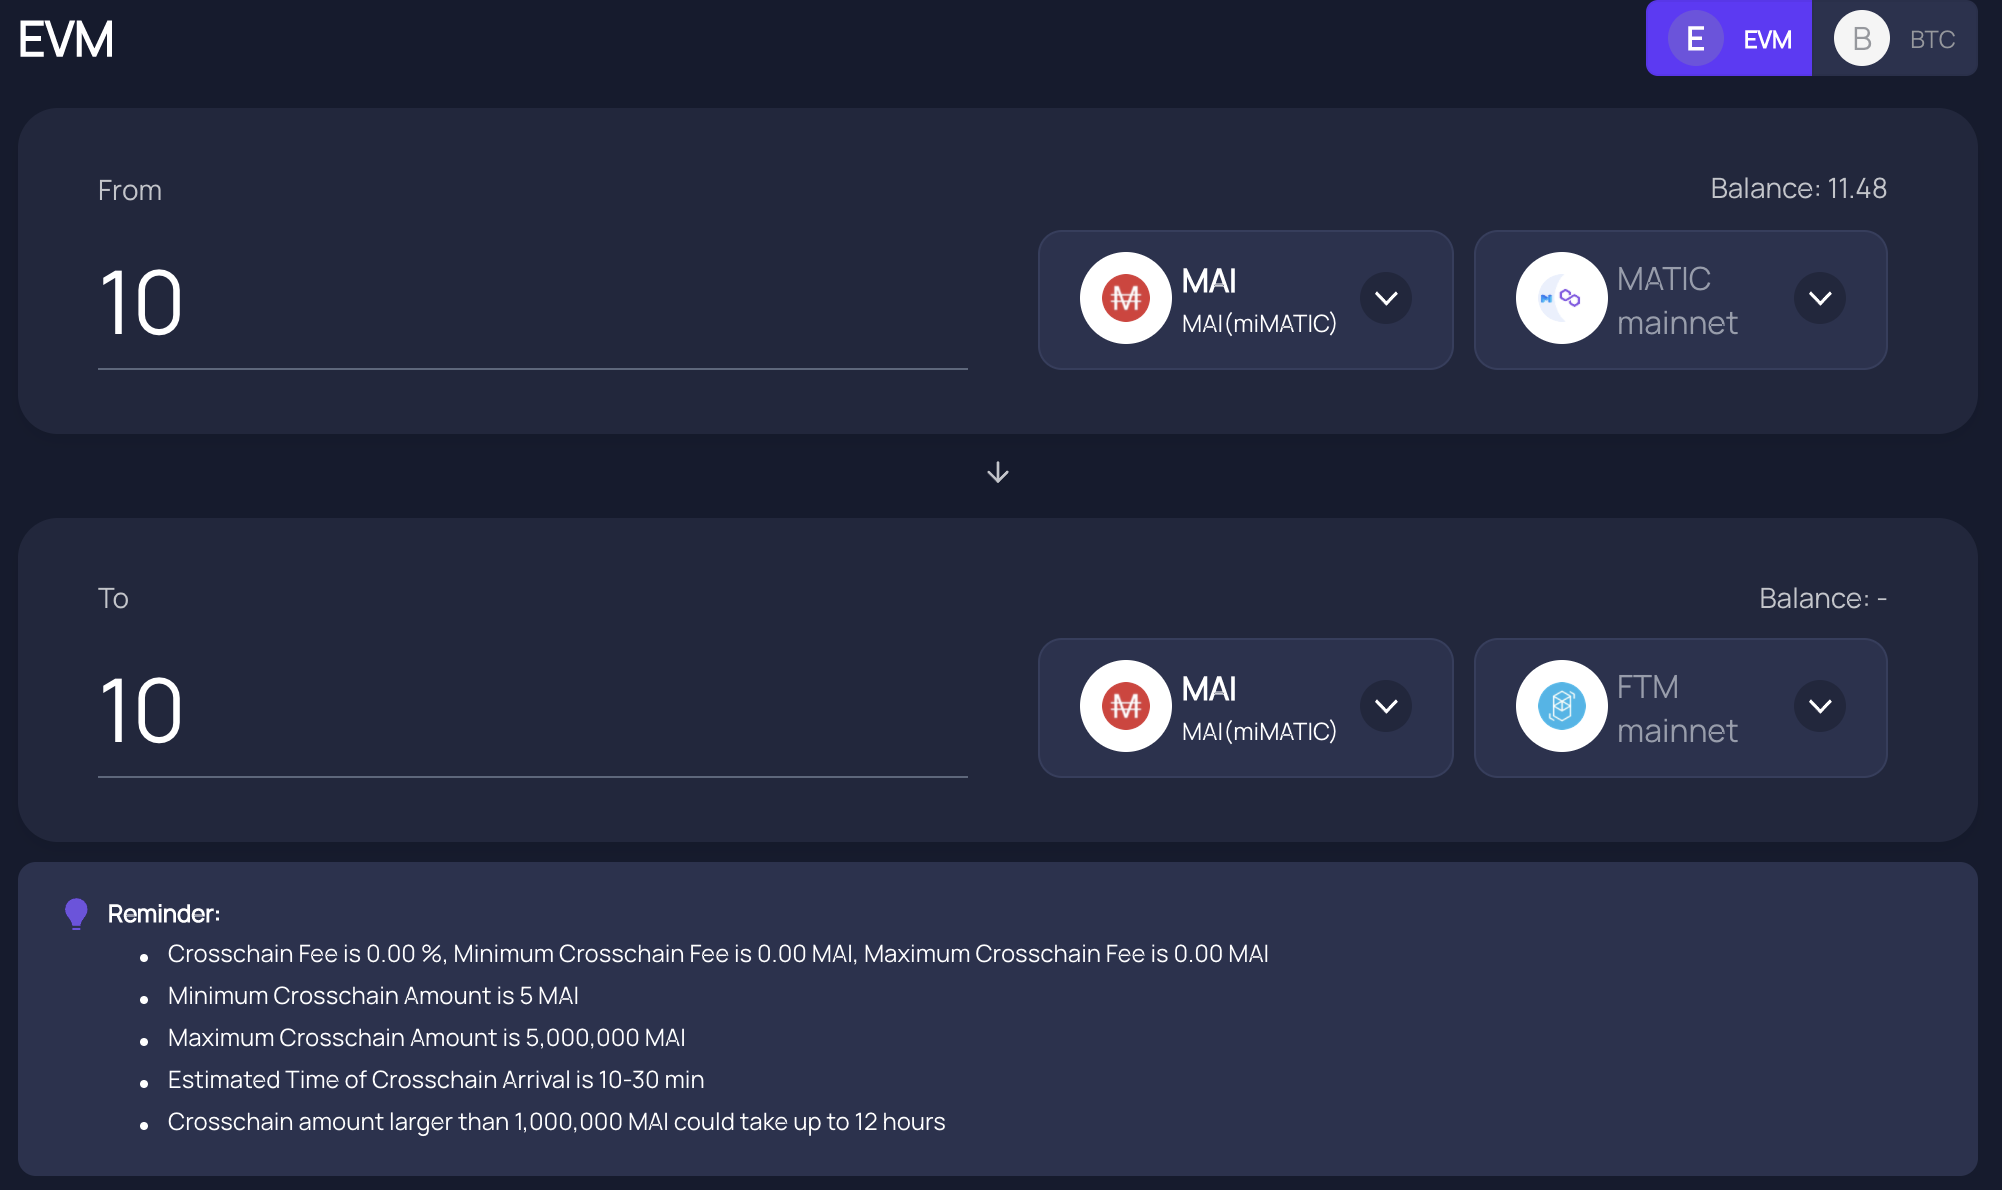 EVM
E EVM B BTC
From
Balance: 11.48
10
MAI
MAI(miMATIC)
MATIC
mainnet
To
Balance: -
10
MAI
MAI(miMATIC)
FTM
mainnet
Reminder:
Crosschain Fee is 0.00 %, Minimum Crosschain Fee is 0.00 MAI, Maximum Crosschain Fee is 0.00 MAI
Minimum Crosschain Amount is 5 MAI
Maximum Crosschain Amount is 5,000,000 MAI
Estimated Time of Crosschain Arrival is 10-30 min
Crosschain amount larger than 1,000,000 MAI could take up to 12 hours